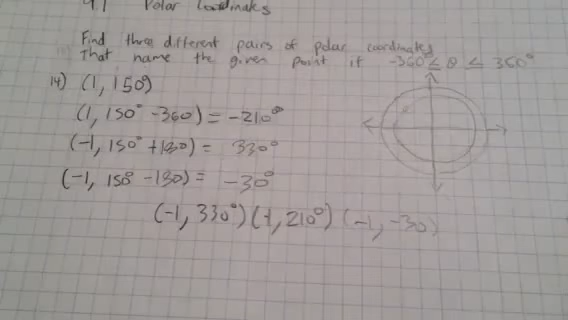 9.1 Polar Coordinates
Find three different pairs of polar coordinates
That name the given point if -360° ≤ θ ≤ 360°
14) (1, 150°)
(1, 150° -360) = -210°
(-1, 150° +180) = 330°
(-1, 150° -180) = -30°
(-1, 330°) (1, 210°) (-1, -30)